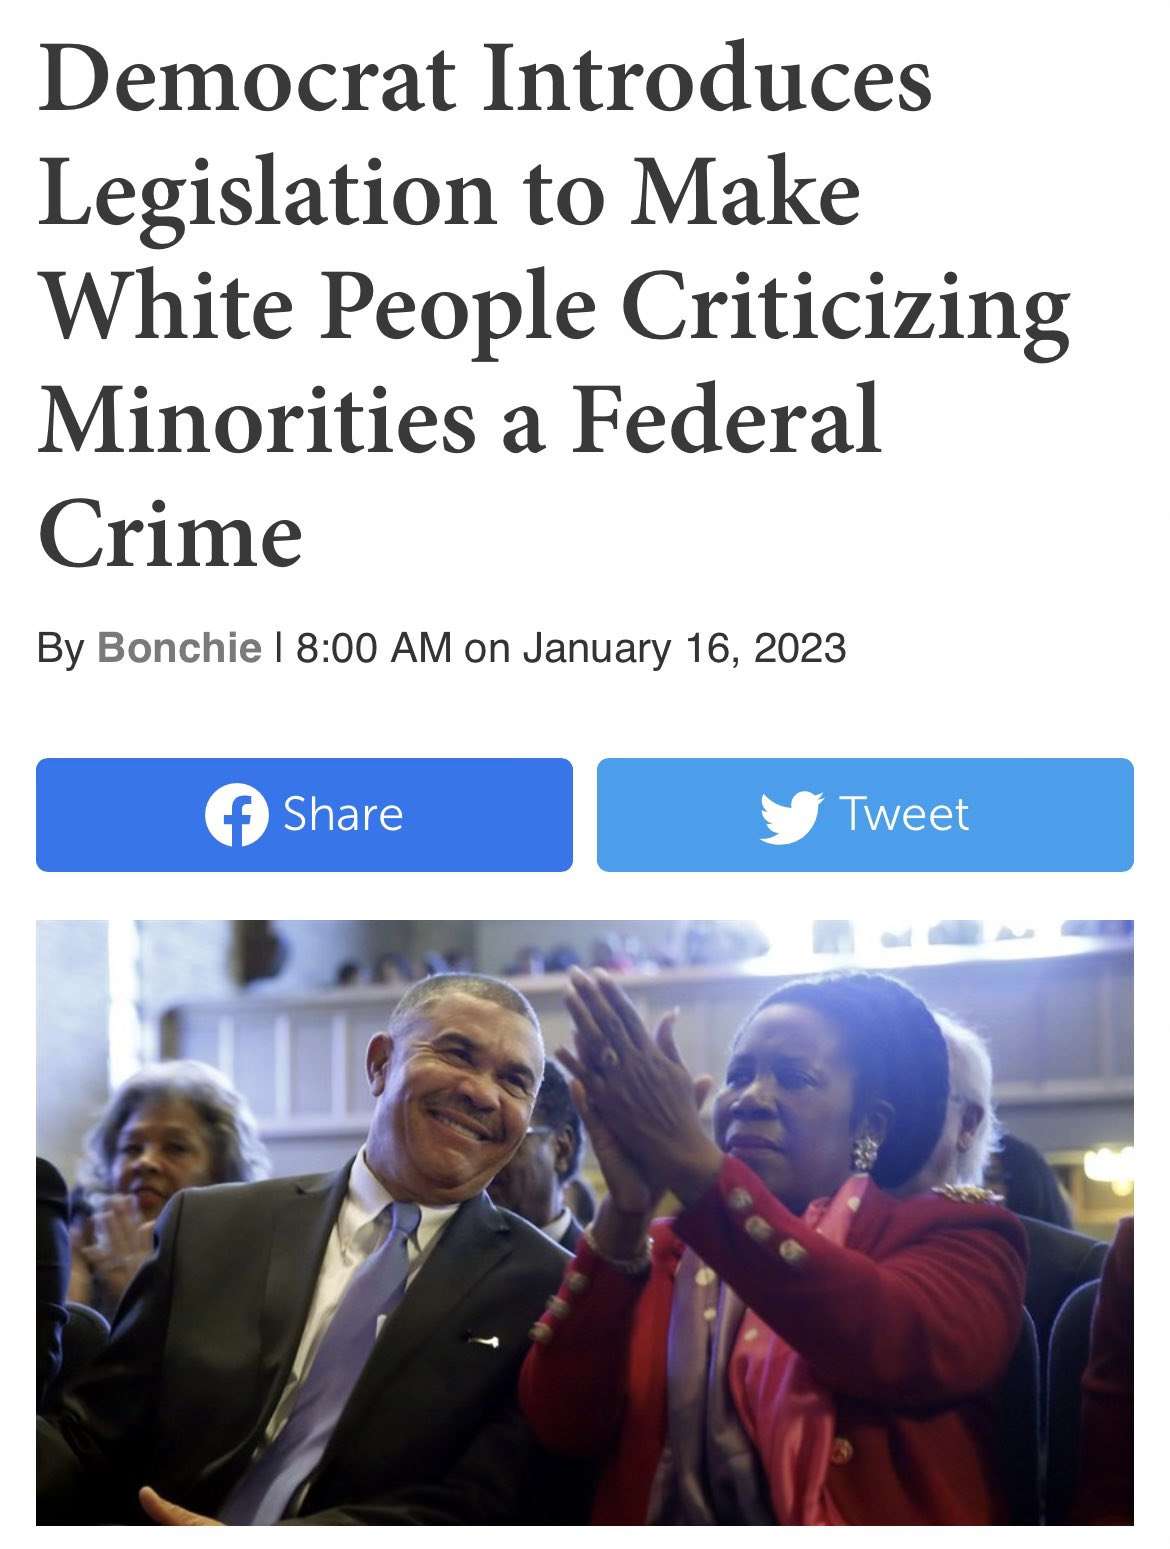 Democrat Introduces
Legislation to Make
White People Criticizing
Minorities a Federal
Crime
By Bonchie | 8:00 AM on January 16, 2023
Share
Tweet